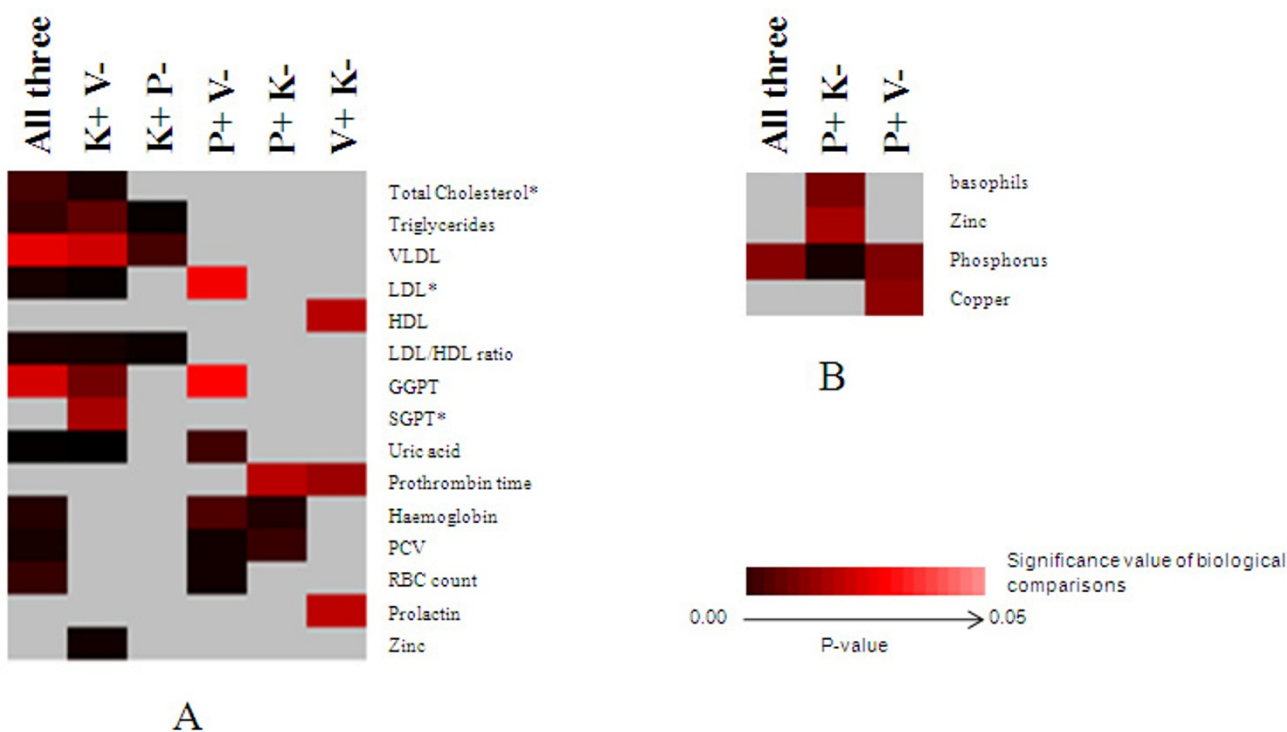 All three
K+ V-
K+ P-
P+ V-
P+ K-
V+ K-
Total Cholesterol*
Triglycerides
VLDL
LDL*
HDL
LDL/HDL ratio
GGPT
SGPT*
Uric acid
Prothrombin time
Haemoglobin
PCV
RBC count
Prolactin
Zinc
A
All three
P+ K-
P+ V-
basophils
Zinc
Phosphorus
Copper
B
Significance value of biological
comparisons
0.00
0.05
P-value